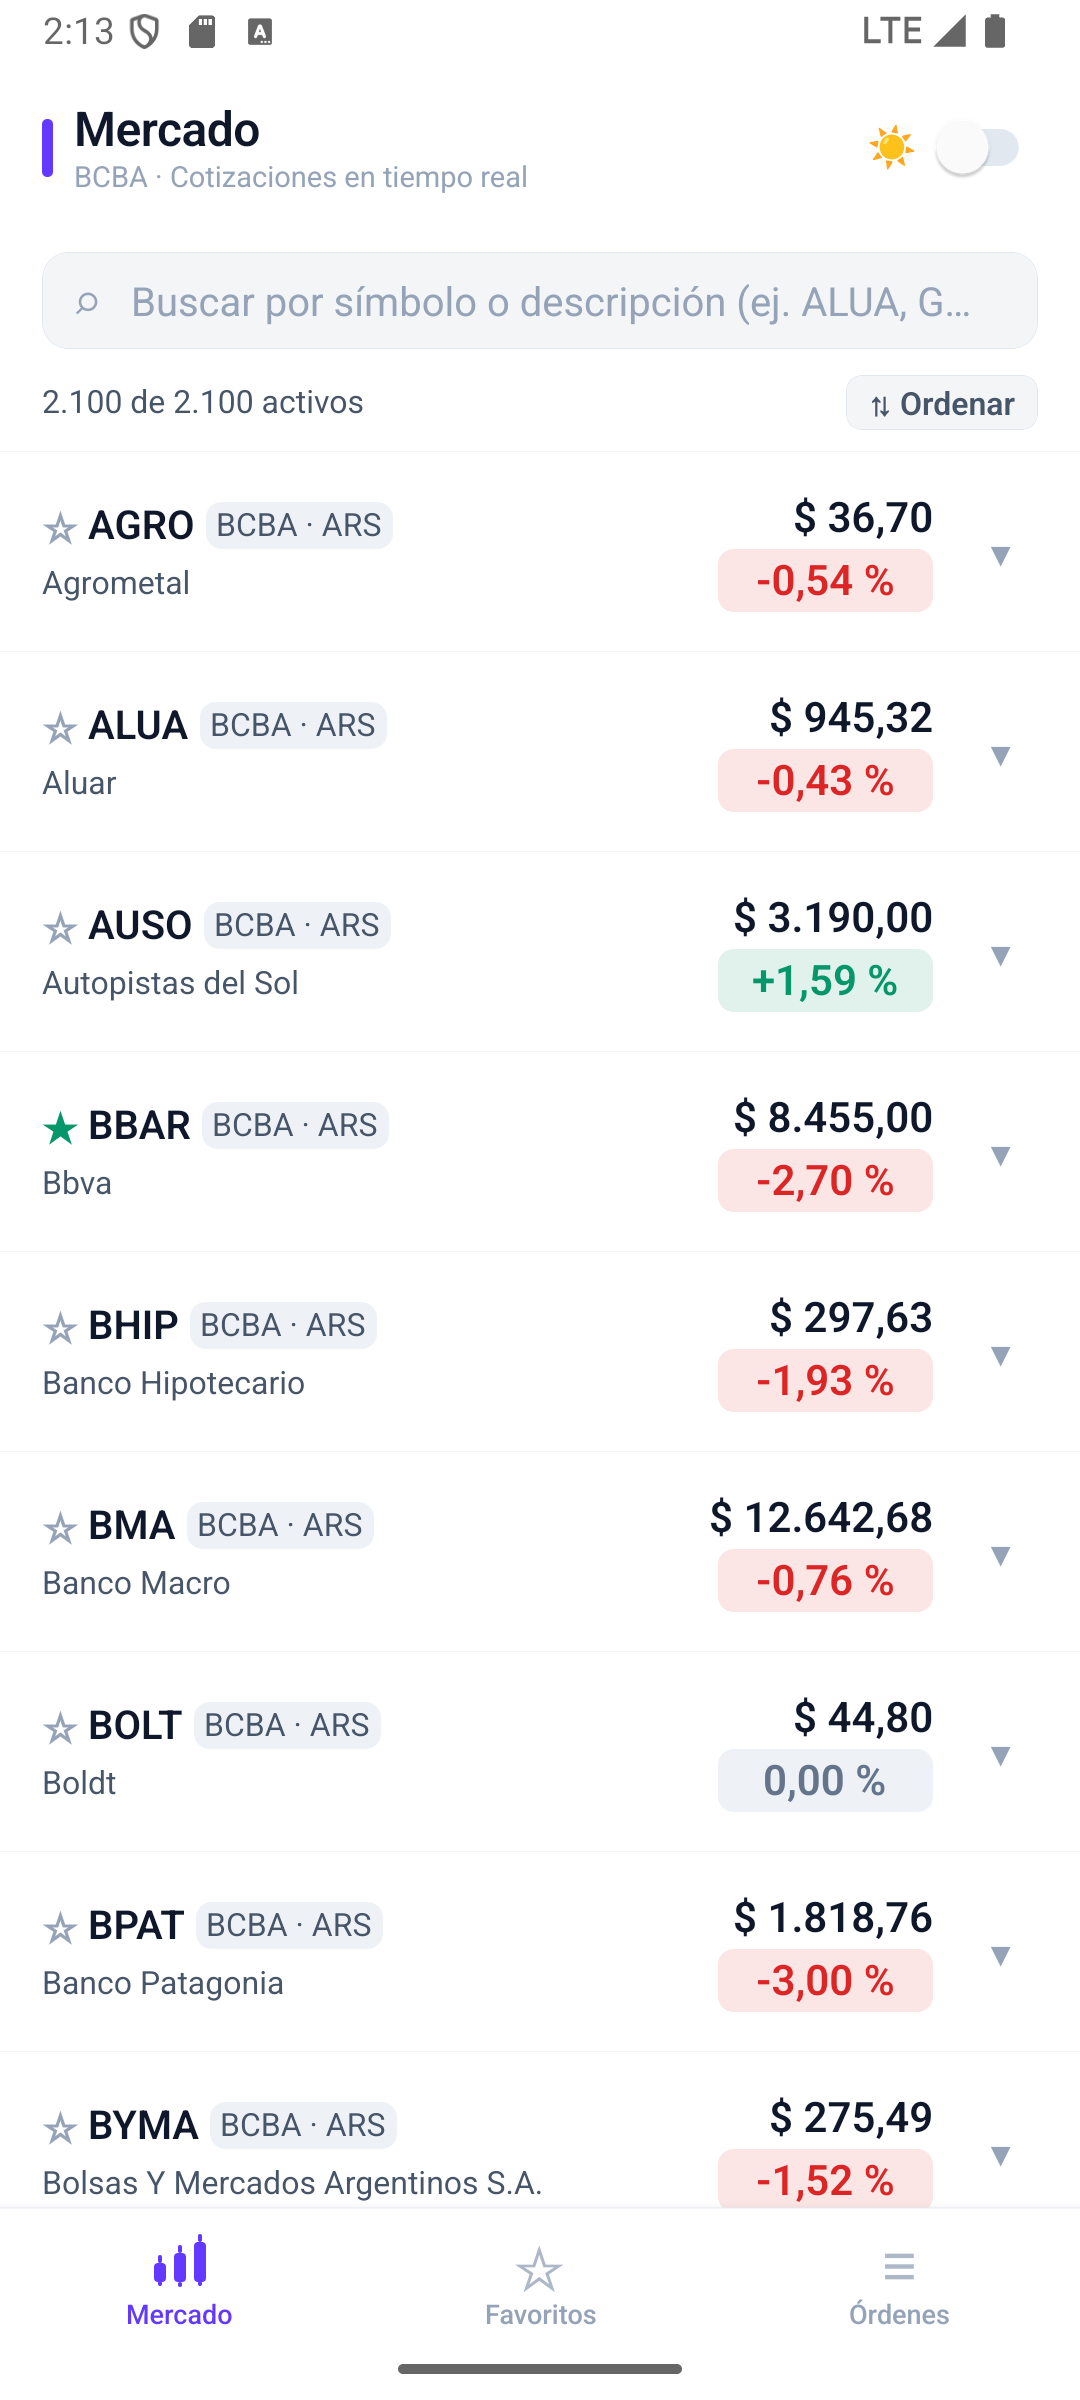 2:13 LTE
Mercado
BCBA · Cotizaciones en tiempo real
Buscar por símbolo o descripción (ej. ALUA, G...
2.100 de 2.100 activos
Ordenar
AGRO BCBA · ARS $ 36,70
Agrometal -0,54 %
ALUA BCBA · ARS $ 945,32
Aluar -0,43 %
AUSO BCBA · ARS $ 3.190,00
Autopistas del Sol +1,59 %
BBAR BCBA · ARS $ 8.455,00
Bbva -2,70 %
BHIP BCBA · ARS $ 297,63
Banco Hipotecario -1,93 %
BMA BCBA · ARS $ 12.642,68
Banco Macro -0,76 %
BOLT BCBA · ARS $ 44,80
Boldt 0,00 %
BPAT BCBA · ARS $ 1.818,76
Banco Patagonia -3,00 %
BYMA BCBA · ARS $ 275,49
Bolsas Y Mercados Argentinos S.A. -1,52 %
Mercado Favoritos Órdenes